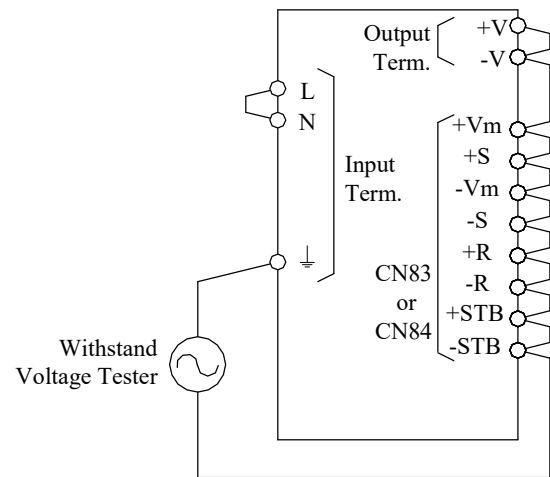 Output
Term.
+V
-V
L
N
Input
Term.
+Vm
+S
-Vm
-S
+R
-R
+STB
-STB
CN83
or
CN84
Withstand
Voltage Tester